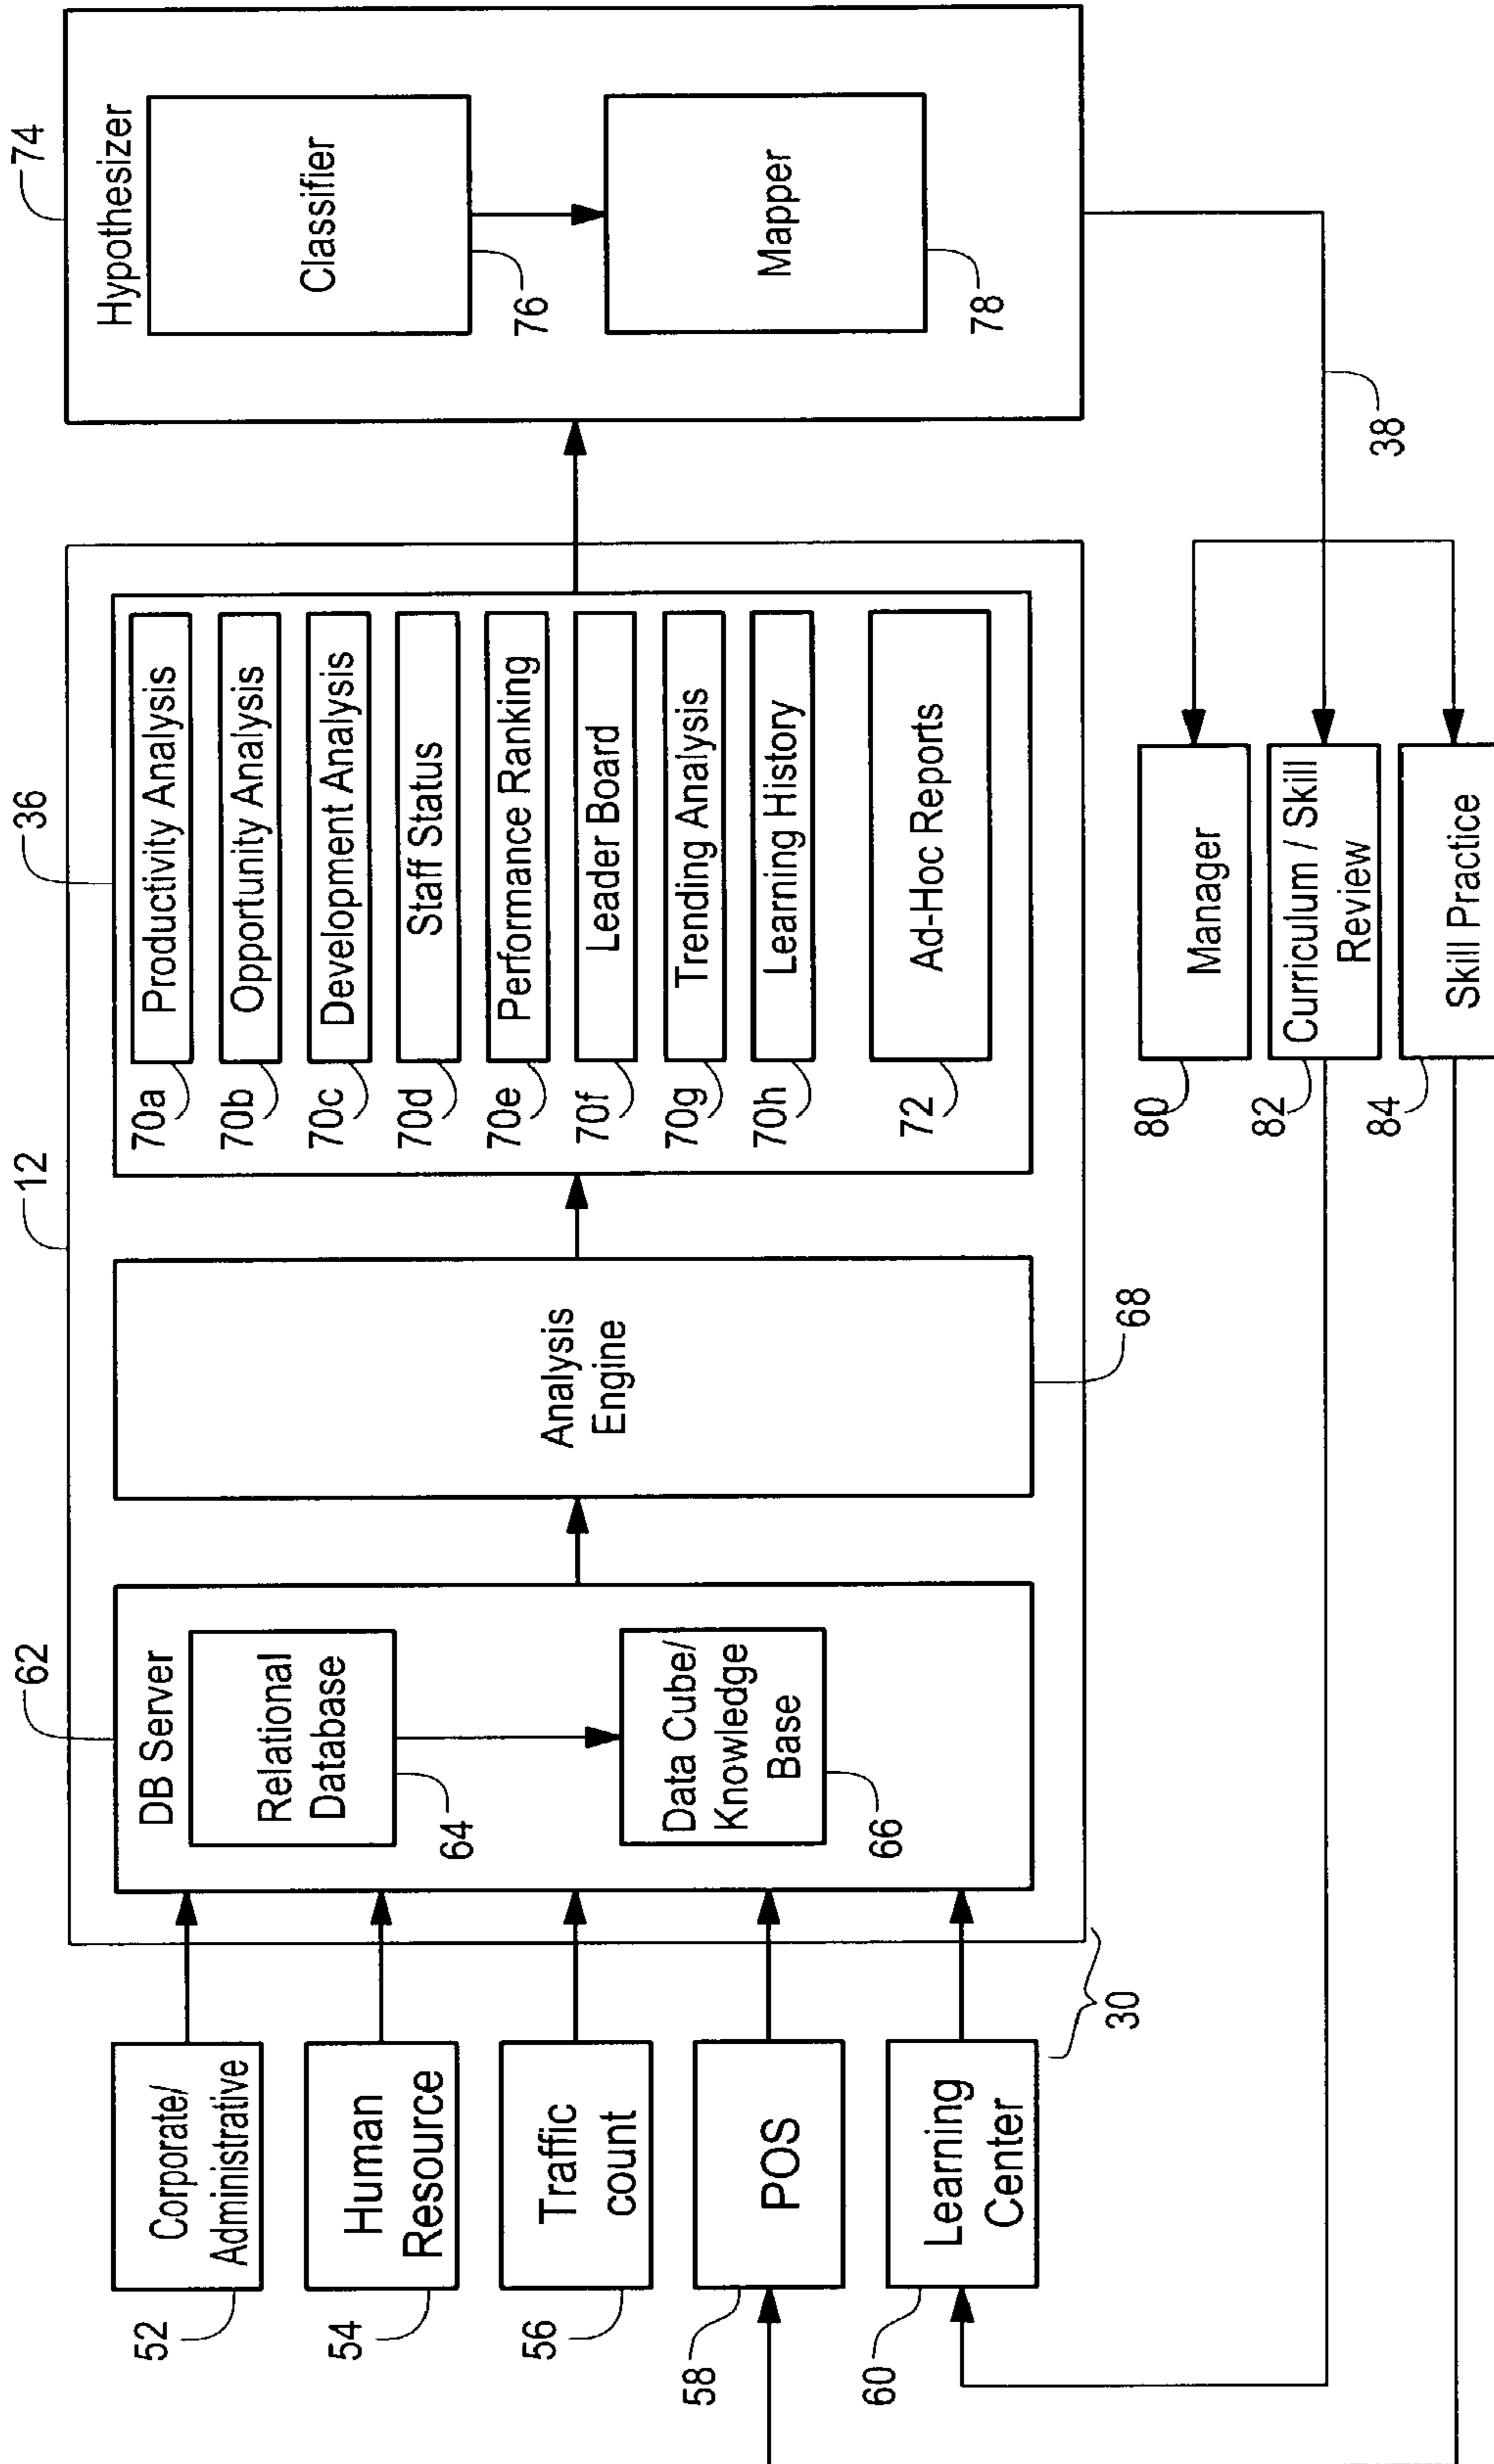 12
36
74
62
DB Server
Relational
Database
64
Data Cube/
Knowledge
Base
66
Analysis
Engine
68
70a
Productivity Analysis
70b
Opportunity Analysis
70c
Development Analysis
70d
Staff Status
70e
Performance Ranking
70f
Leader Board
70g
Trending Analysis
70h
Learning History
72
Ad-Hoc Reports
Hypothesizer
Classifier
76
Mapper
78
52
Corporate/
Administrative
54
Human
Resource
56
Traffic
count
58
POS
60
Learning
Center
30
38
80
Manager
82
Curriculum / Skill
Review
84
Skill Practice